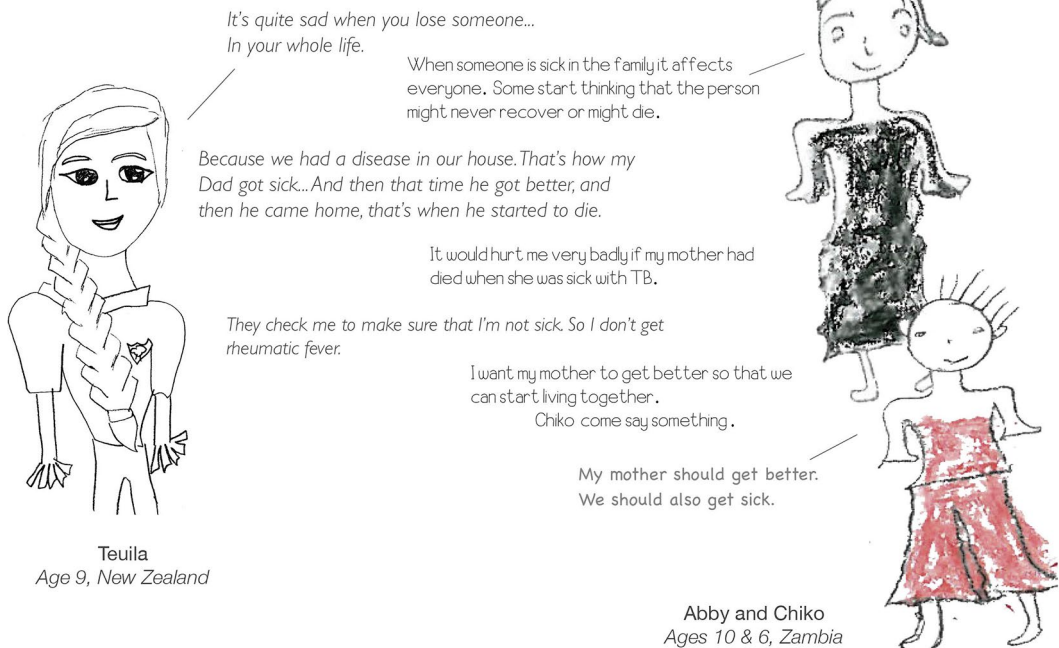 It's quite sad when you lose someone...
In your whole life.
When someone is sick in the family it affects
everyone. Some start thinking that the person
might never recover or might die.
Because we had a disease in our house. That's how my
Dad got sick... And then that time he got better, and
then he came home, that's when he started to die.
It would hurt me very badly if my mother had
died when she was sick with TB.
They check me to make sure that I'm not sick. So I don't get
rheumatic fever.
I want my mother to get better so that we
can start living together.
Chiko come say something.
My mother should get better.
We should also get sick.
Teuila
Age 9, New Zealand
Abby and Chiko
Ages 10 & 6, Zambia